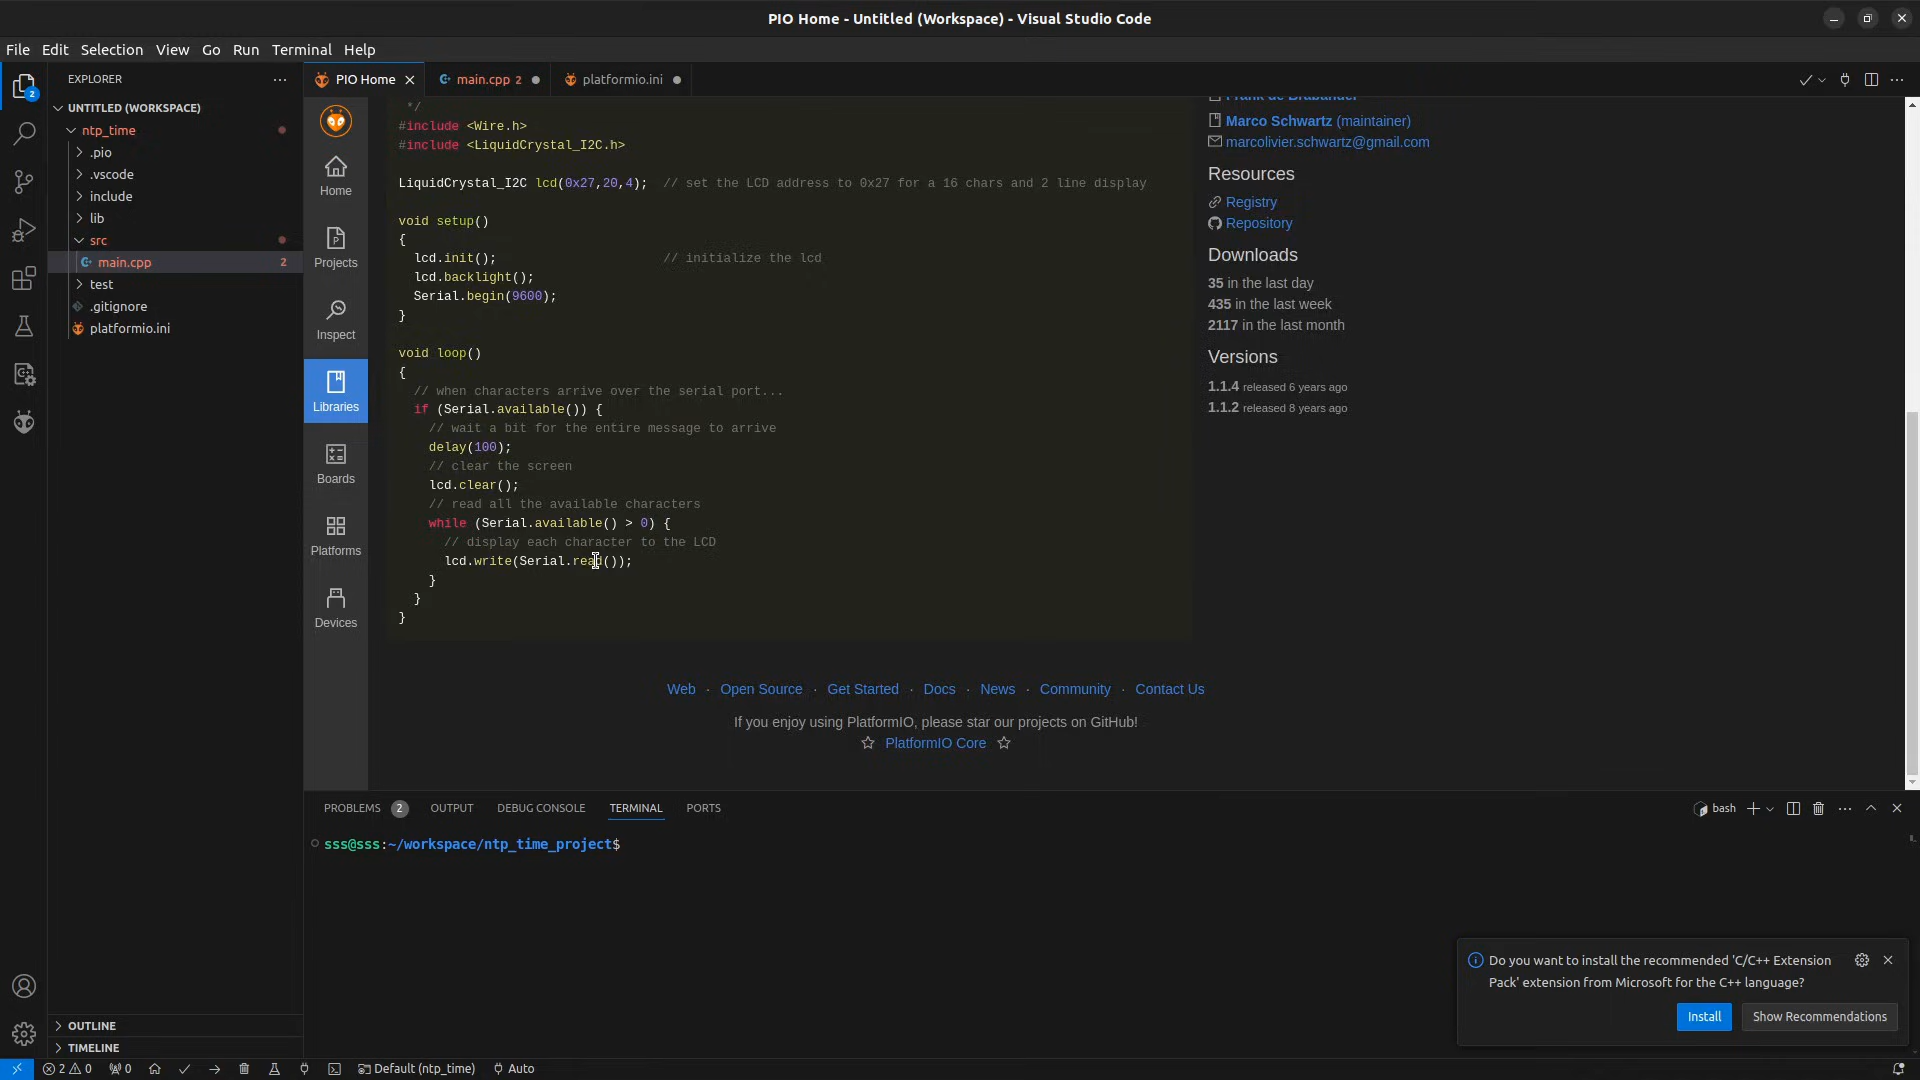 PIO Home - Untitled (Workspace) - Visual Studio Code
File Edit Selection View Go Run Terminal Help
EXPLORER
UNTITLED (WORKSPACE)
ntp_time
.pio
.vscode
include
lib
src
main.cpp 2
test
.gitignore
platformio.ini
OUTLINE
TIMELINE
2
PIO Home
main.cpp 2
platformio.ini
Home
Projects
Inspect
Libraries
Boards
Platforms
Devices
*/
#include <Wire.h>
#include <LiquidCrystal_I2C.h>
LiquidCrystal_I2C lcd(0x27,20,4);  // set the LCD address to 0x27 for a 16 chars and 2 line display
void setup()
{
lcd.init();                      // initialize the lcd
lcd.backlight();
Serial.begin(9600);
}
void loop()
{
// when characters arrive over the serial port...
if (Serial.available()) {
// wait a bit for the entire message to arrive
delay(100);
// clear the screen
lcd.clear();
// read all the available characters
while (Serial.available() > 0) {
// display each character to the LCD
lcd.write(Serial.read());
}
}
}
Frank de Brabander
Marco Schwartz (maintainer)
marcolivier.schwartz@gmail.com
Resources
Registry
Repository
Downloads
35 in the last day
435 in the last week
2117 in the last month
Versions
1.1.4 released 6 years ago
1.1.2 released 8 years ago
Web · Open Source · Get Started · Docs · News · Community · Contact Us
If you enjoy using PlatformIO, please star our projects on GitHub!
PlatformIO Core
PROBLEMS 2 OUTPUT DEBUG CONSOLE TERMINAL PORTS
bash
sss@sss:~/workspace/ntp_time_project$
Do you want to install the recommended 'C/C++ Extension
Pack' extension from Microsoft for the C++ language?
Install
Show Recommendations
2 0 0 Default (ntp_time) Auto